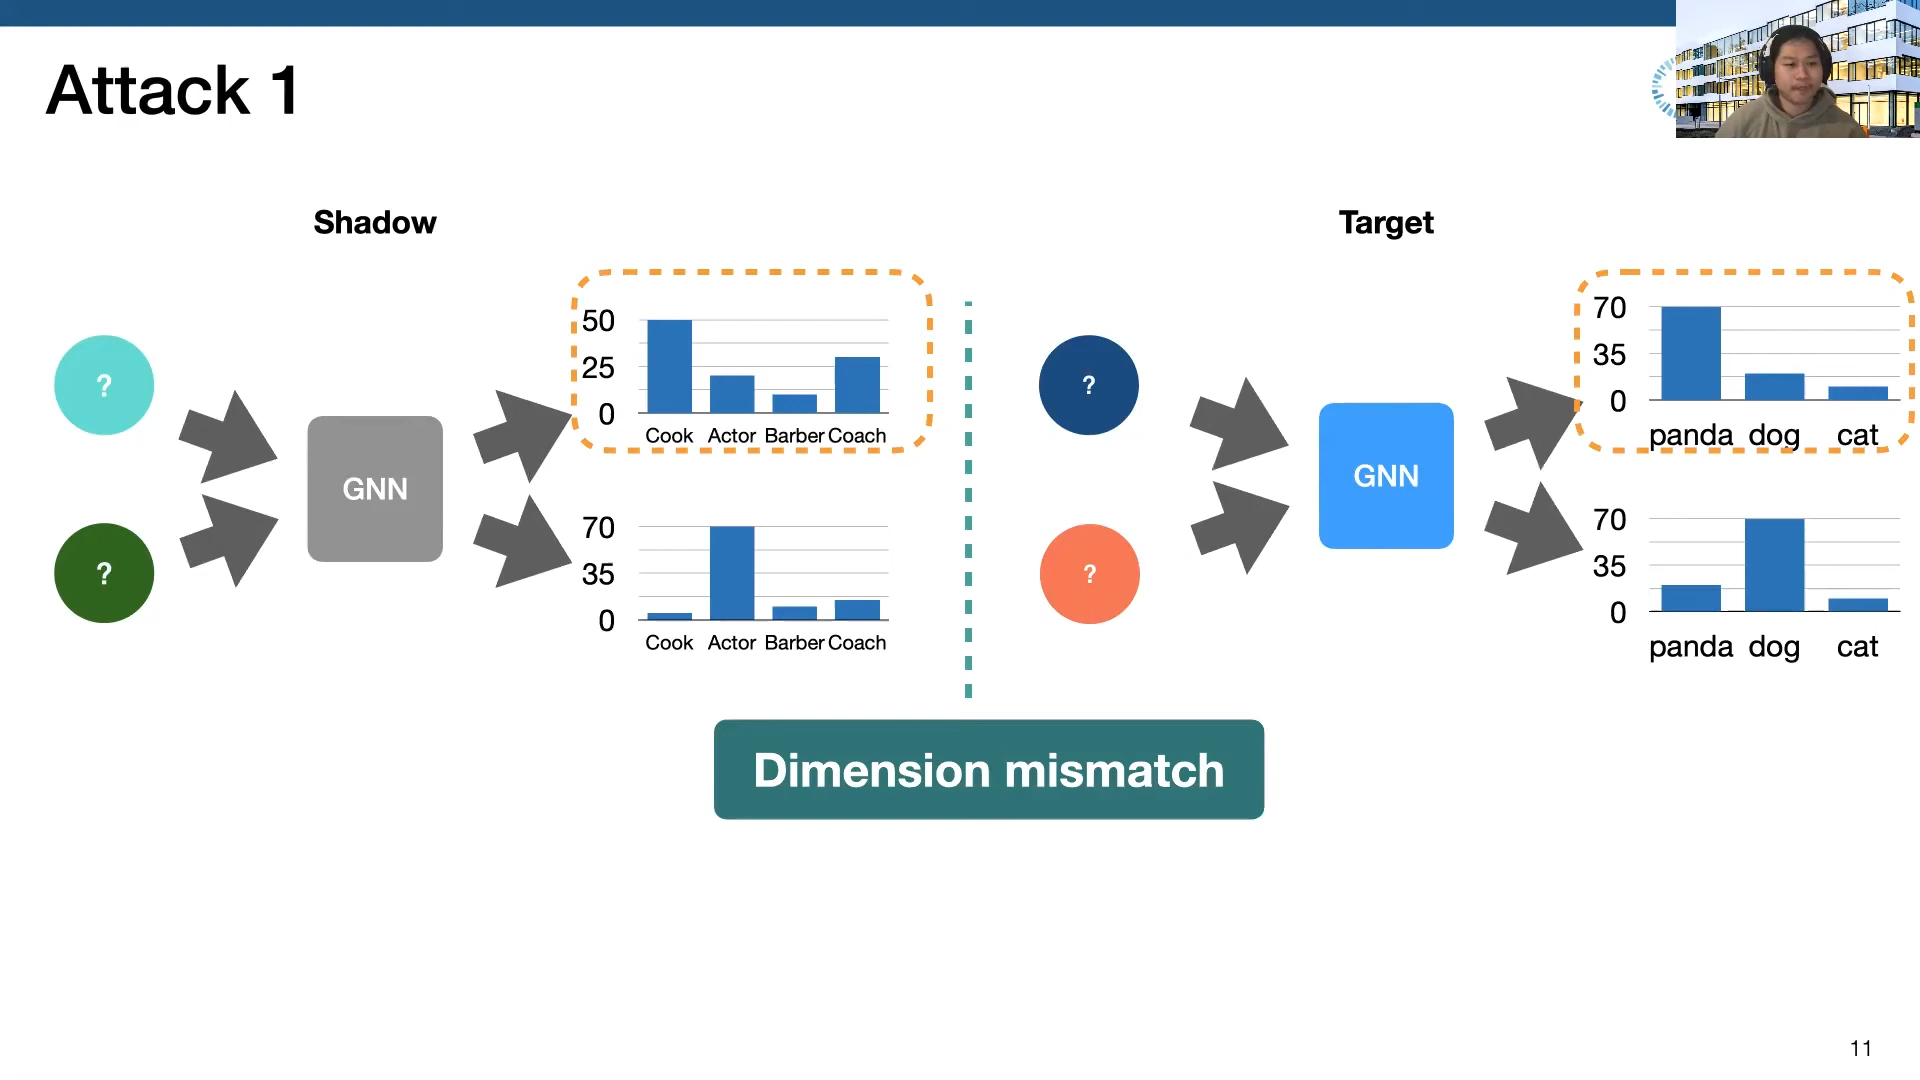 Attack 1
Shadow
Target
?
?
GNN
50
25
0
Cook Actor Barber Coach
70
35
0
Cook Actor Barber Coach
?
?
GNN
70
35
0
panda dog cat
70
35
0
panda dog cat
Dimension mismatch
11